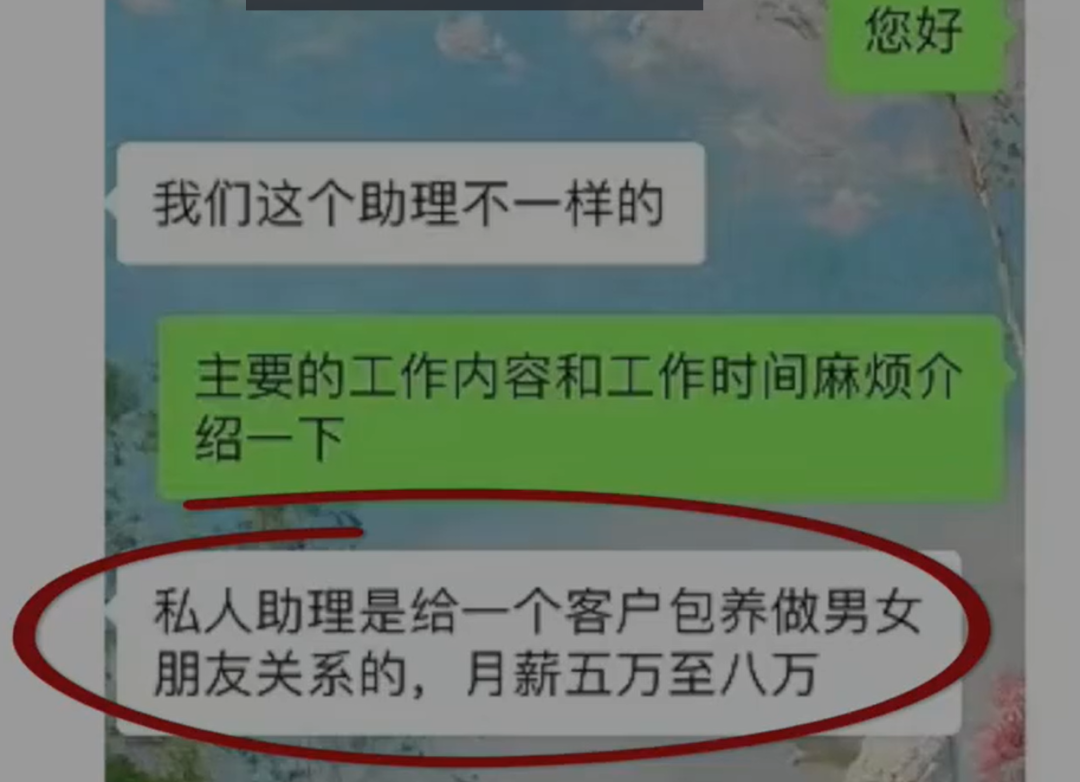 您好
我们这个助理不一样的
主要的工作内容和工作时间麻烦介
绍一下
私人助理是给一个客户包养做男女
朋友关系的，月薪五万至八万